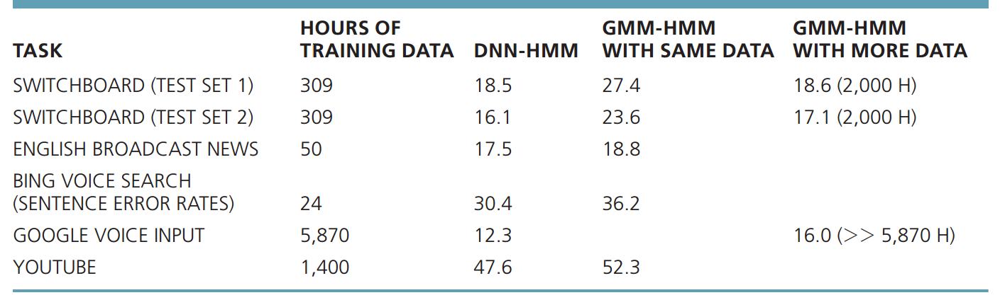 HOURS OF GMM-HMM GMM-HMM
TASK TRAINING DATA DNN-HMM WITH SAME DATA WITH MORE DATA
SWITCHBOARD (TEST SET 1) 309 18.5 27.4 18.6 (2,000 H)
SWITCHBOARD (TEST SET 2) 309 16.1 23.6 17.1 (2,000 H)
ENGLISH BROADCAST NEWS 50 17.5 18.8
BING VOICE SEARCH
(SENTENCE ERROR RATES) 24 30.4 36.2
GOOGLE VOICE INPUT 5,870 12.3 16.0 (>> 5,870 H)
YOUTUBE 1,400 47.6 52.3